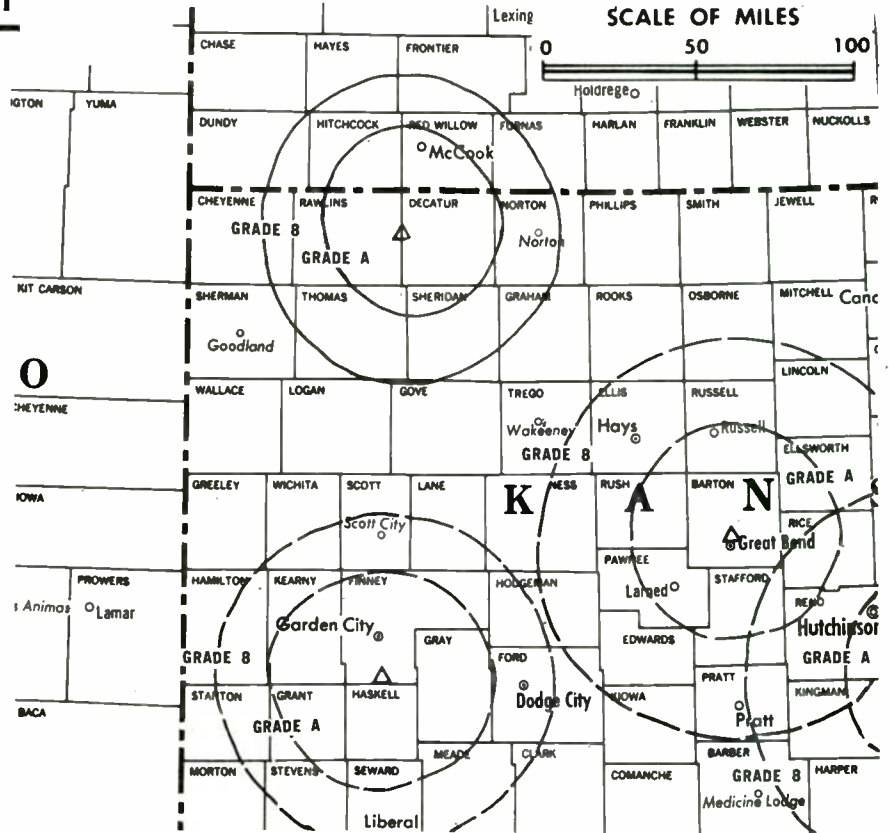 Lexing
SCALE OF MILES
0 50 100
CHASE HAYES FRONTIER
Holdrege
YUMA
DUNDY HITCHCOCK RED WILLOW FURNAS HARLAN FRANKLIN WEBSTER NUCKOLLS
McCook
CHEYENNE RAWLINS DECATUR NORTON PHILLIPS SMITH JEWELL
GRADE B
Norton
GRADE A
KIT CARSON
SHERMAN THOMAS SHERIDAN GRAHAM ROOKS OSBORNE MITCHELL Canc
Goodland
O
LINCOLN
WALLACE LOGAN GOVE TREGO ELLIS RUSSELL
CHEYENNE
Wakeeney Hays Russell
GRADE B
ELLSWORTH
GRADE A
GREELEY WICHITA SCOTT LANE NESS RUSH BARTON
IOWA
K A N
Scott City
RICE
Great Bend
PAWNEE
PROWERS
HAMILTON KEARNY FINNEY HODGEMAN STAFFORD
Larned
s Animas Lamar
RENO
Garden City
GRAY
EDWARDS
Hutchinson
GRADE B
FORD
GRADE A
PRATT
STANTON GRANT HASKELL
Dodge City
KIOWA
KINGMAN
BACA
GRADE A
Pratt
MEADE CLARK BARBER
MORTON STEVENS SEWARD COMANCHE
GRADE B
HARPER
Medicine Lodge
Liberal